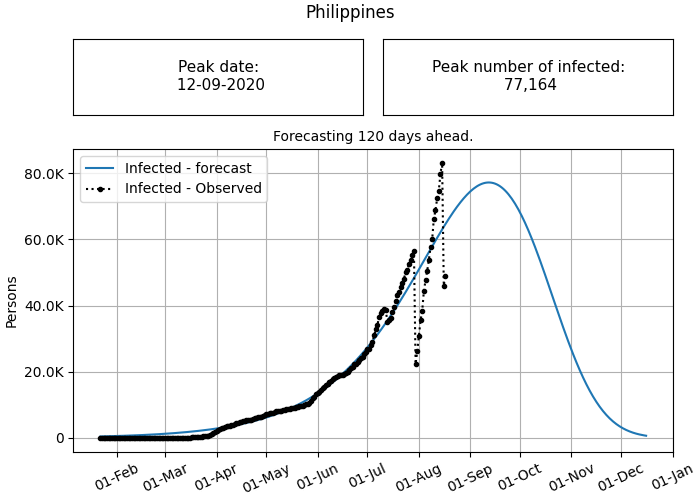 Philippines
Peak date:
12-09-2020
Peak number of infected:
77,164
Forecasting 120 days ahead.
Infected - forecast
Infected - Observed
80.0K
60.0K
40.0K
20.0K
0
Persons
01-Feb
01-Mar
01-Apr
01-May
01-Jun
01-Jul
01-Aug
01-Sep
01-Oct
01-Nov
01-Dec
01-Jan